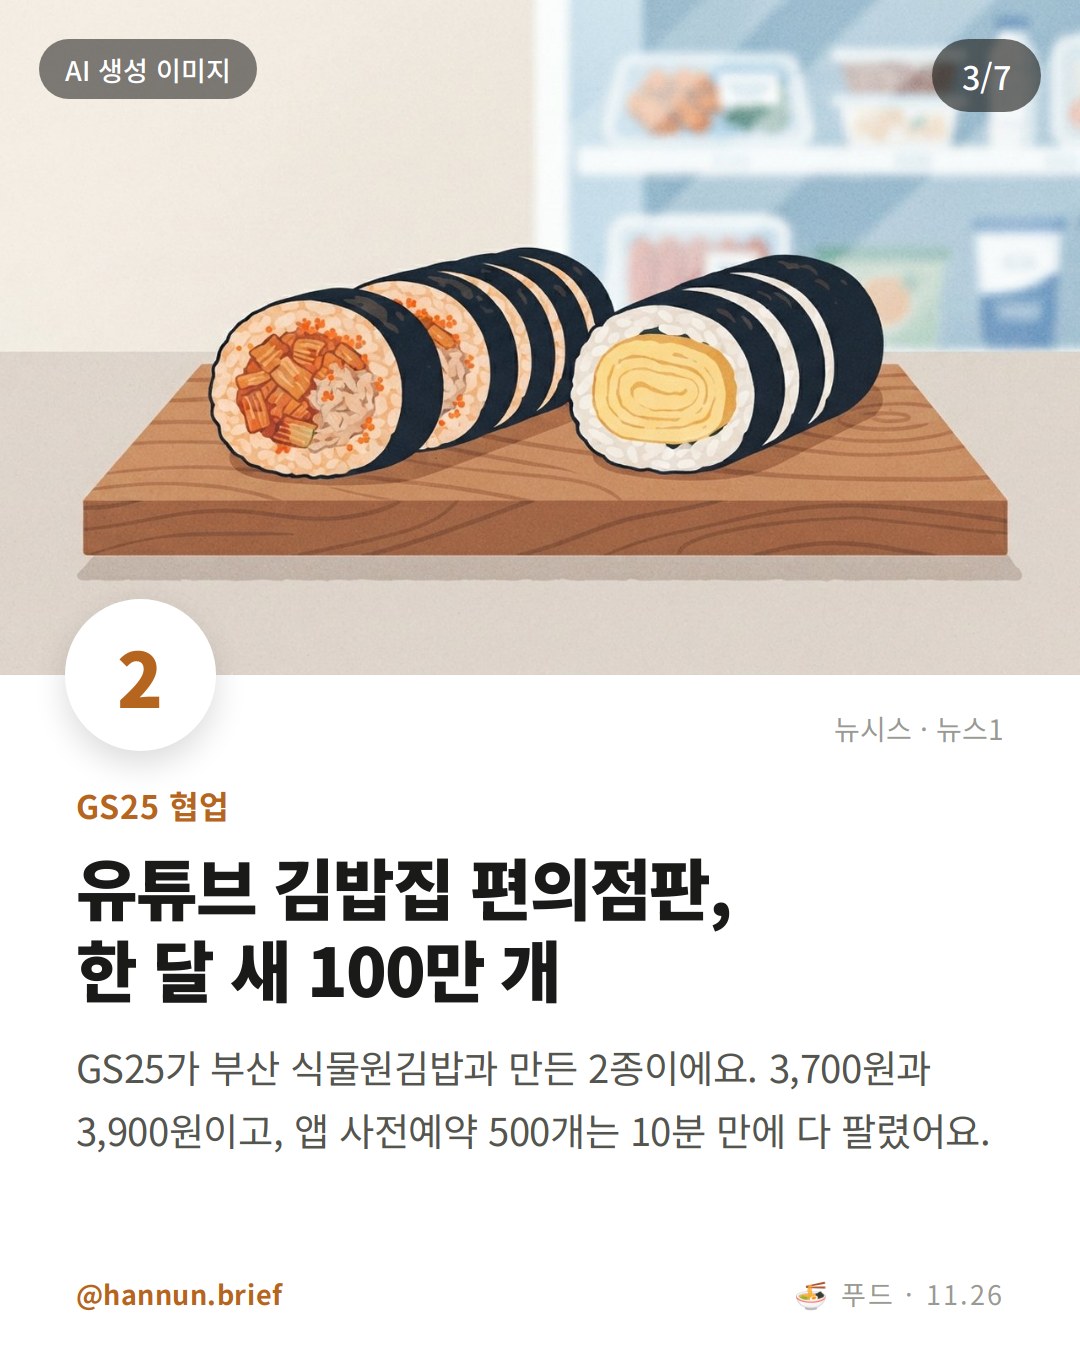 AI 생성 이미지
3/7
2
뉴시스 · 뉴스1
GS25 협업
유튜브 김밥집 편의점판,
한 달 새 100만 개
GS25가 부산 식물원김밥과 만든 2종이에요. 3,700원과
3,900원이고, 앱 사전예약 500개는 10분 만에 다 팔렸어요.
@hannun.brief
🍜 푸드 · 11.26